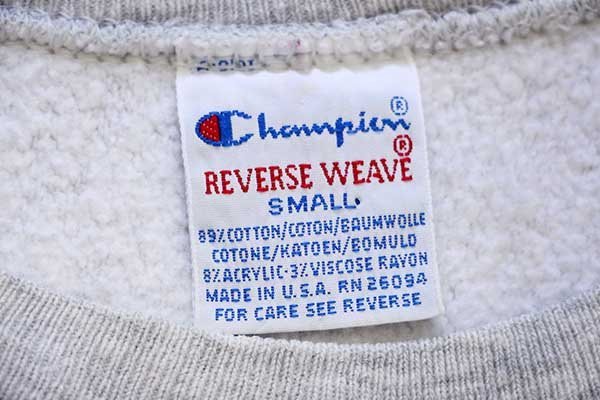 Champion®
REVERSE WEAVE®
SMALL
89%COTTON/COTON/BAUMWOLLE
COTONE/KATOEN/BOMULD
8%ACRYLIC-3%VISCOSE RAYON
MADE IN U.S.A. RN 26094
FOR CARE SEE REVERSE